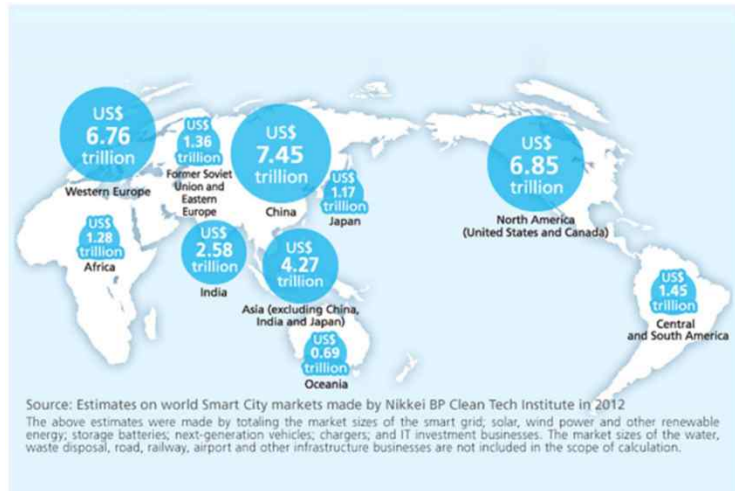 US$
6.76
trillion
Western Europe
US$
1.36
trillion
Former Soviet
Union and
Eastern
Europe
US$
7.45
trillion
China
US$
1.17
trillion
Japan
US$
6.85
trillion
North America
(United States and Canada)
US$
1.28
trillion
Africa
US$
2.58
trillion
India
US$
4.27
trillion
Asia (excluding China,
India and Japan)
US$
0.69
trillion
Oceania
US$
1.45
trillion
Central
and South America
Source: Estimates on world Smart City markets made by Nikkei BP Clean Tech Institute in 2012
The above estimates were made by totaling the market sizes of the smart grid; solar, wind power and other renewable
energy; storage batteries; next-generation vehicles; chargers; and IT investment businesses. The market sizes of the water,
waste disposal, road, railway, airport and other infrastructure businesses are not included in the scope of calculation.